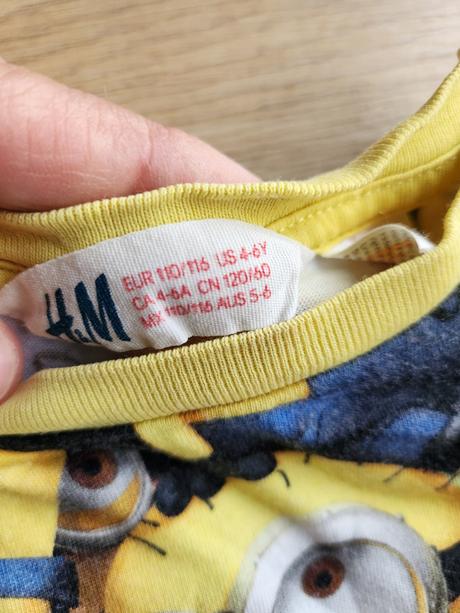 H&M
EUR 110/116 US 4-6Y
CA 4-6A CN 120/60
MX 110/116 AUS 5-6